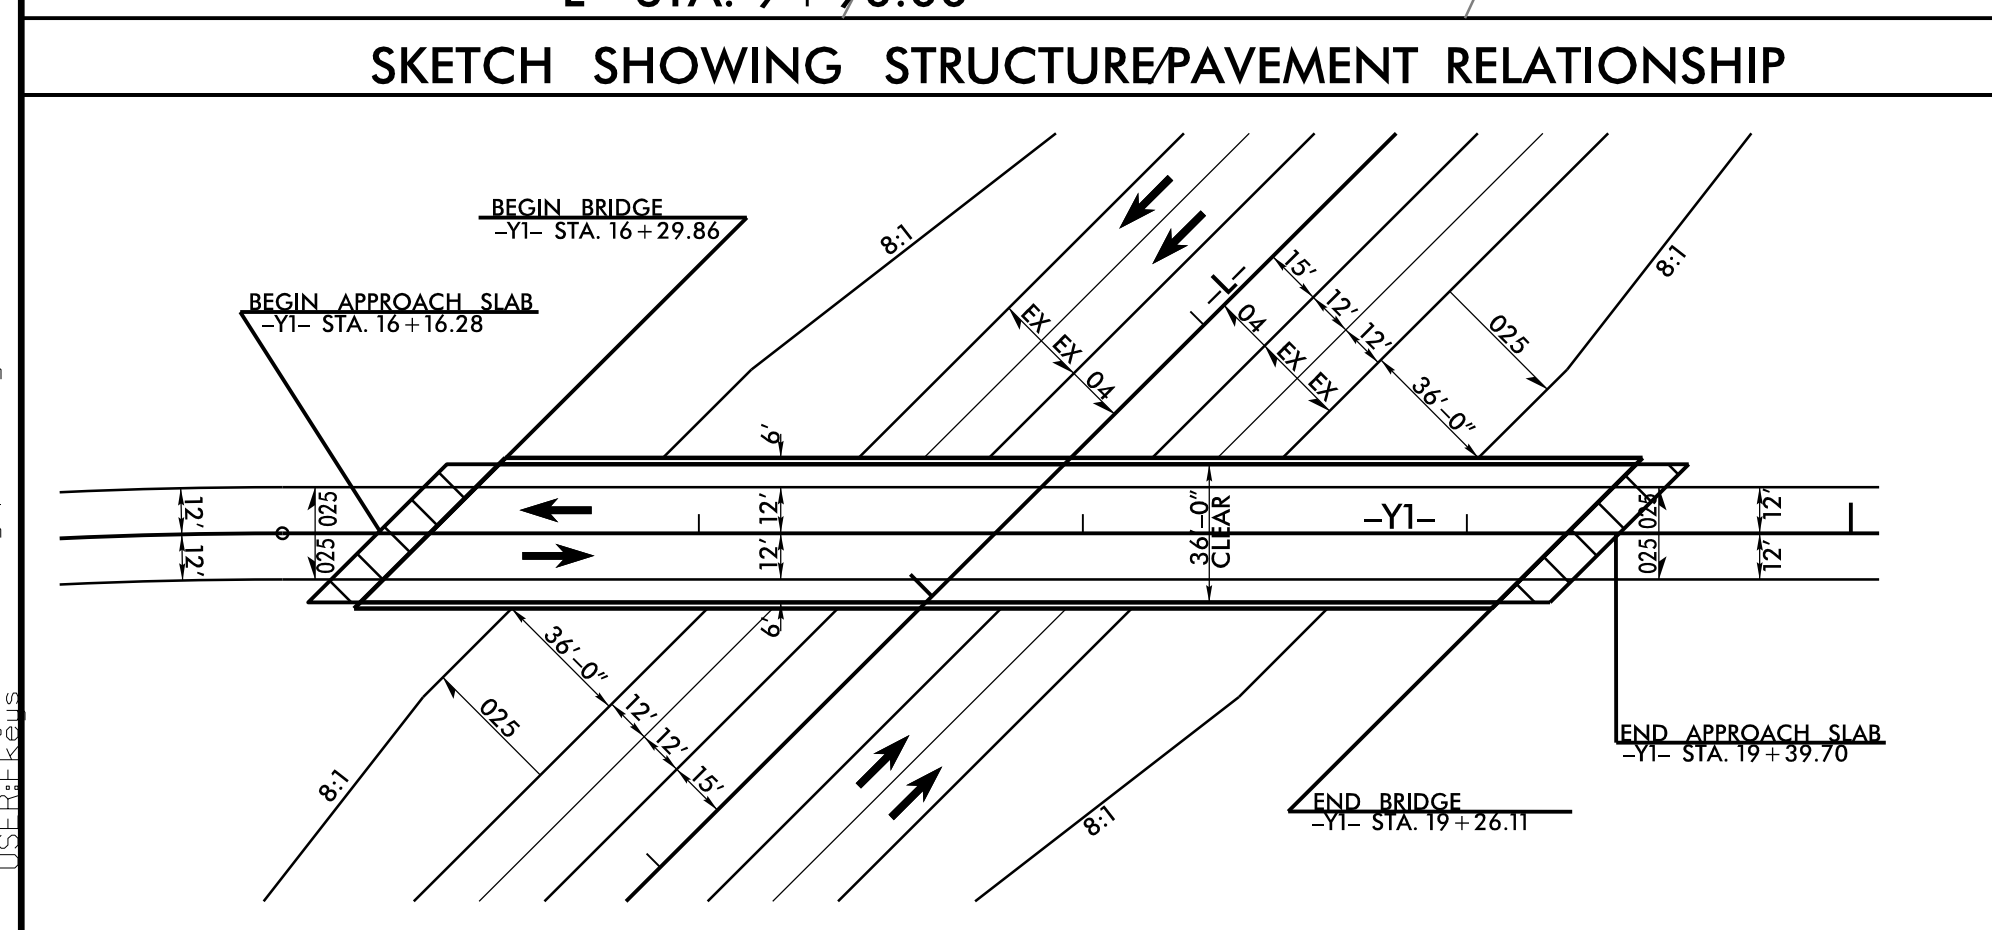 SKETCH SHOWING STRUCTURE/PAVEMENT RELATIONSHIP
BEGIN BRIDGE
-Y1- STA. 16+29.86
BEGIN APPROACH SLAB
-Y1- STA. 16+16.28
8:1
8:1
-L-
15'
12'
12'
36'-0"
025
EX
EX
04
04
EX
EX
6'
12'
12'
025
025
12'
12'
36'-0"
CLEAR
-Y1-
025
025
12'
12'
6'
36'-0"
12'
12'
15'
025
8:1
8:1
END APPROACH SLAB
-Y1- STA. 19+39.70
END BRIDGE
-Y1- STA. 19+26.11